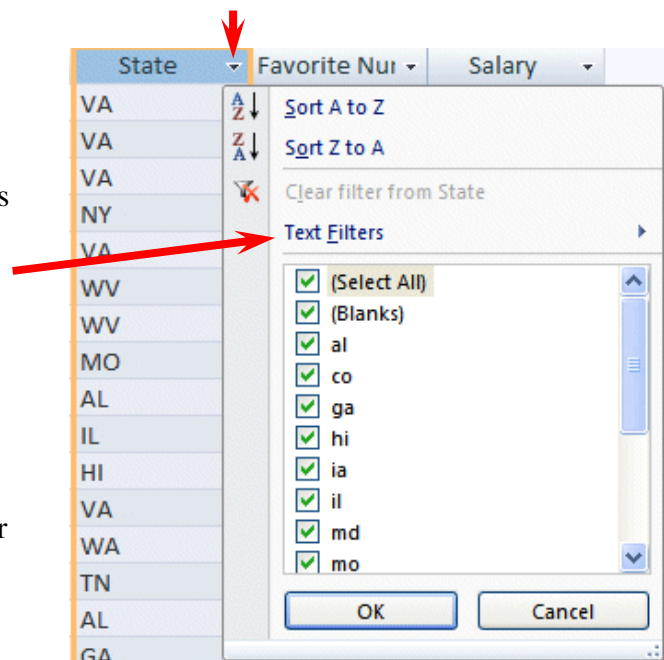 State Favorite Nur Salary
VA
VA
VA
NY
VA
WV
WV
MO
AL
IL
HI
VA
WA
TN
AL
GA
Sort A to Z
Sort Z to A
Clear filter from State
Text Filters
(Select All)
(Blanks)
al
co
ga
hi
ia
il
md
mo
OK Cancel
s
r